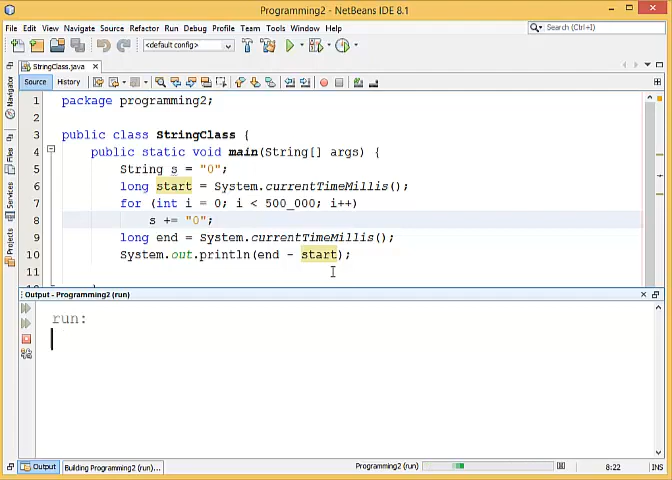 Programming2 - NetBeans IDE 8.1
File Edit View Navigate Source Refactor Run Debug Profile Team Tools Window Help
Search (Ctrl+I)
<default config>
StringClass.java
Source History
Navigator
Files
Services
Projects
1 package programming2;
2
3 public class StringClass {
4 public static void main(String[] args) {
5 String s = "0";
6 long start = System.currentTimeMillis();
7 for (int i = 0; i < 500_000; i++)
8 s += "0";
9 long end = System.currentTimeMillis();
10 System.out.println(end - start);
11
Output - Programming2 (run)
run:
Output Building Programming2 (run)... Programming2 (run) 8:22 INS